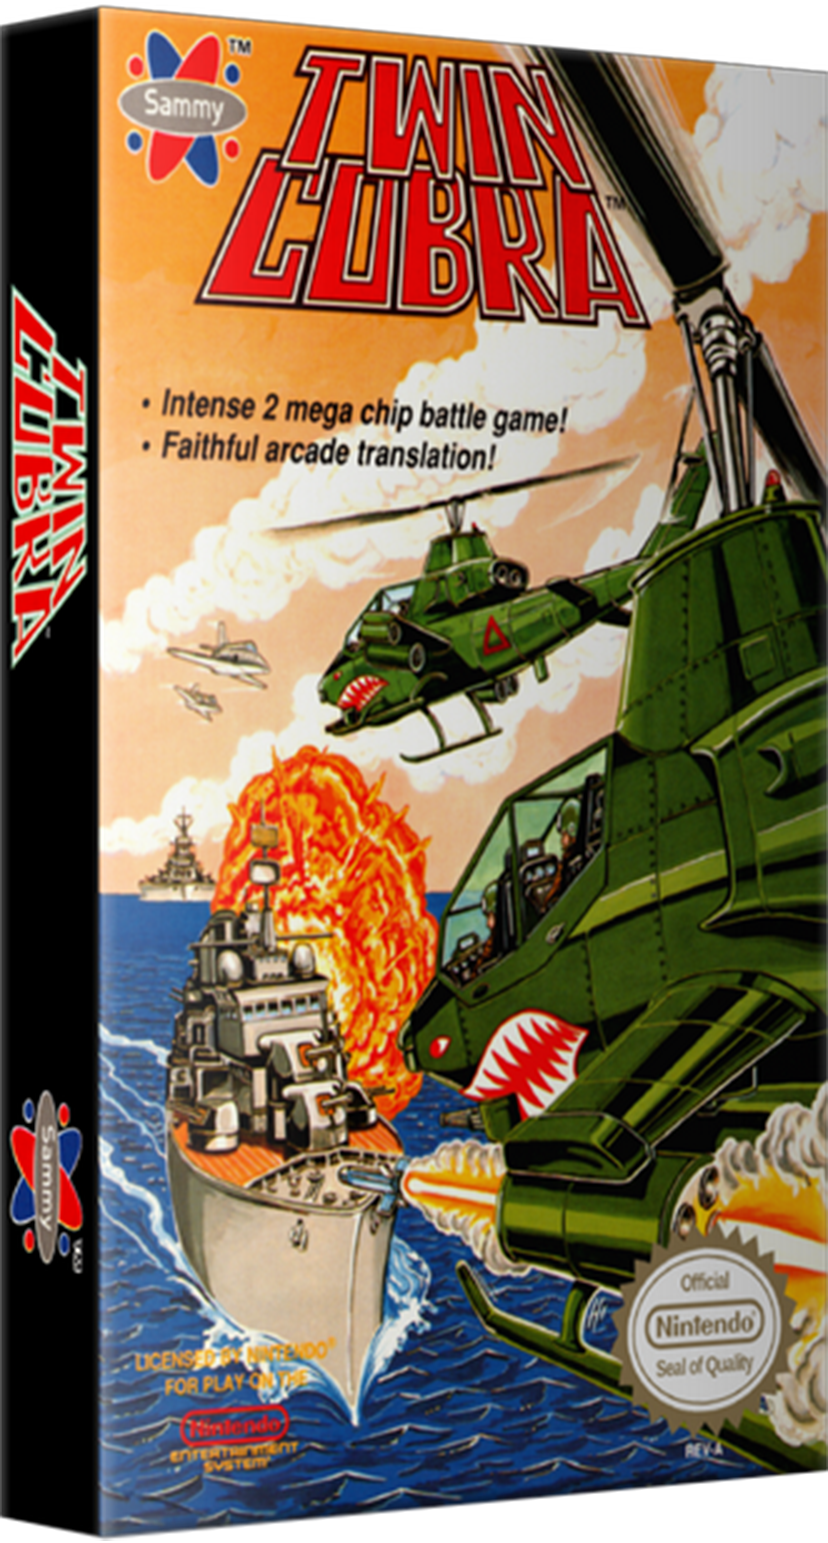 Sammy
TM
TWIN
COBRA
TM
• Intense 2 mega chip battle game!
• Faithful arcade translation!
TWIN
COBRA
Sammy
LICENSED BY NINTENDO®
FOR PLAY ON THE
Nintendo
ENTERTAINMENT
SYSTEM®
Official
Nintendo®
Seal of Quality
REV-A